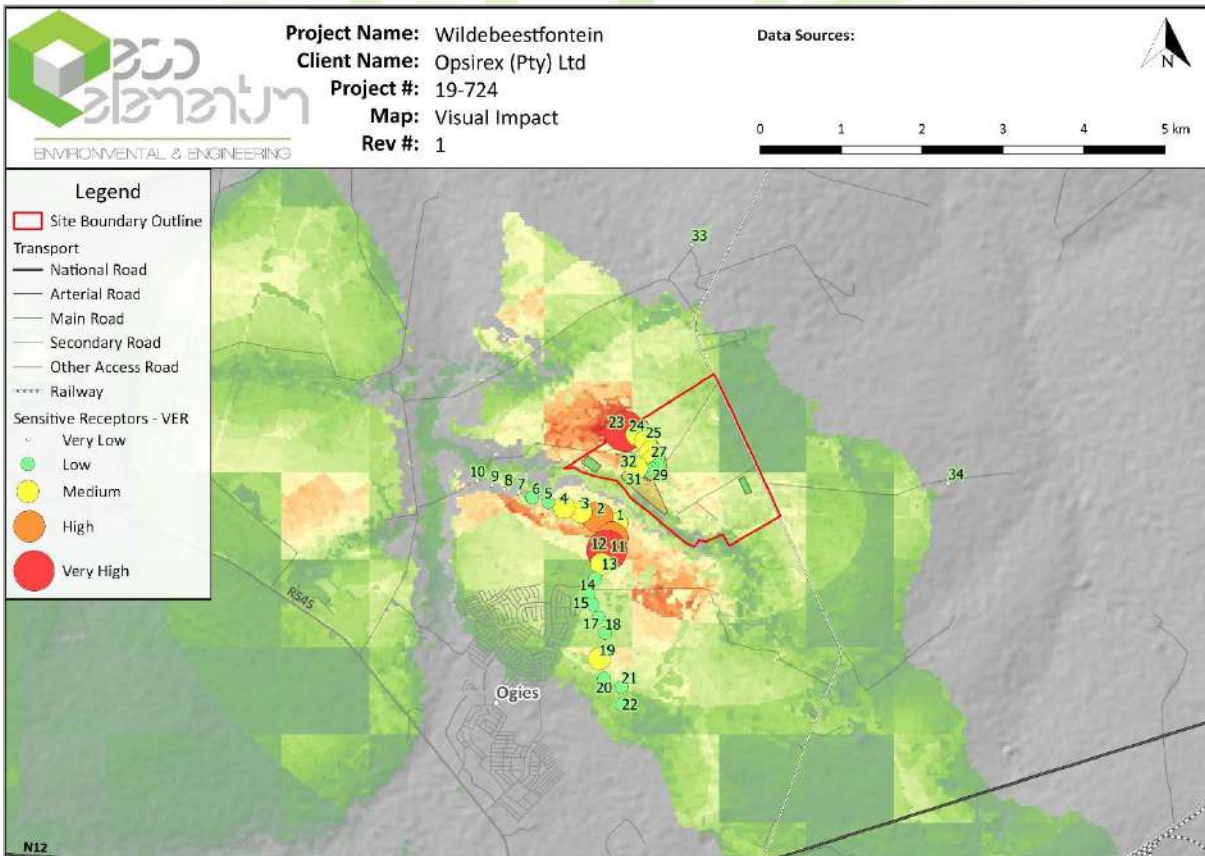 eco
elementum
ENVIRONMENTAL & ENGINEERING
Project Name: Wildebeestfontein
Client Name: Opsirex (Pty) Ltd
Project #: 19-724
Map: Visual Impact
Rev #: 1
Data Sources:
N
0 1 2 3 4 5 km
Legend
Site Boundary Outline
Transport
National Road
Arterial Road
Main Road
Secondary Road
Other Access Road
Railway
Sensitive Receptors - VER
Very Low
Low
Medium
High
Very High
33
23
24
25
27
32
29
31
34
10
9
8
7
6
5
4
3
2
1
12
11
13
14
15
17
18
19
20
21
22
R545
Ogies
N12